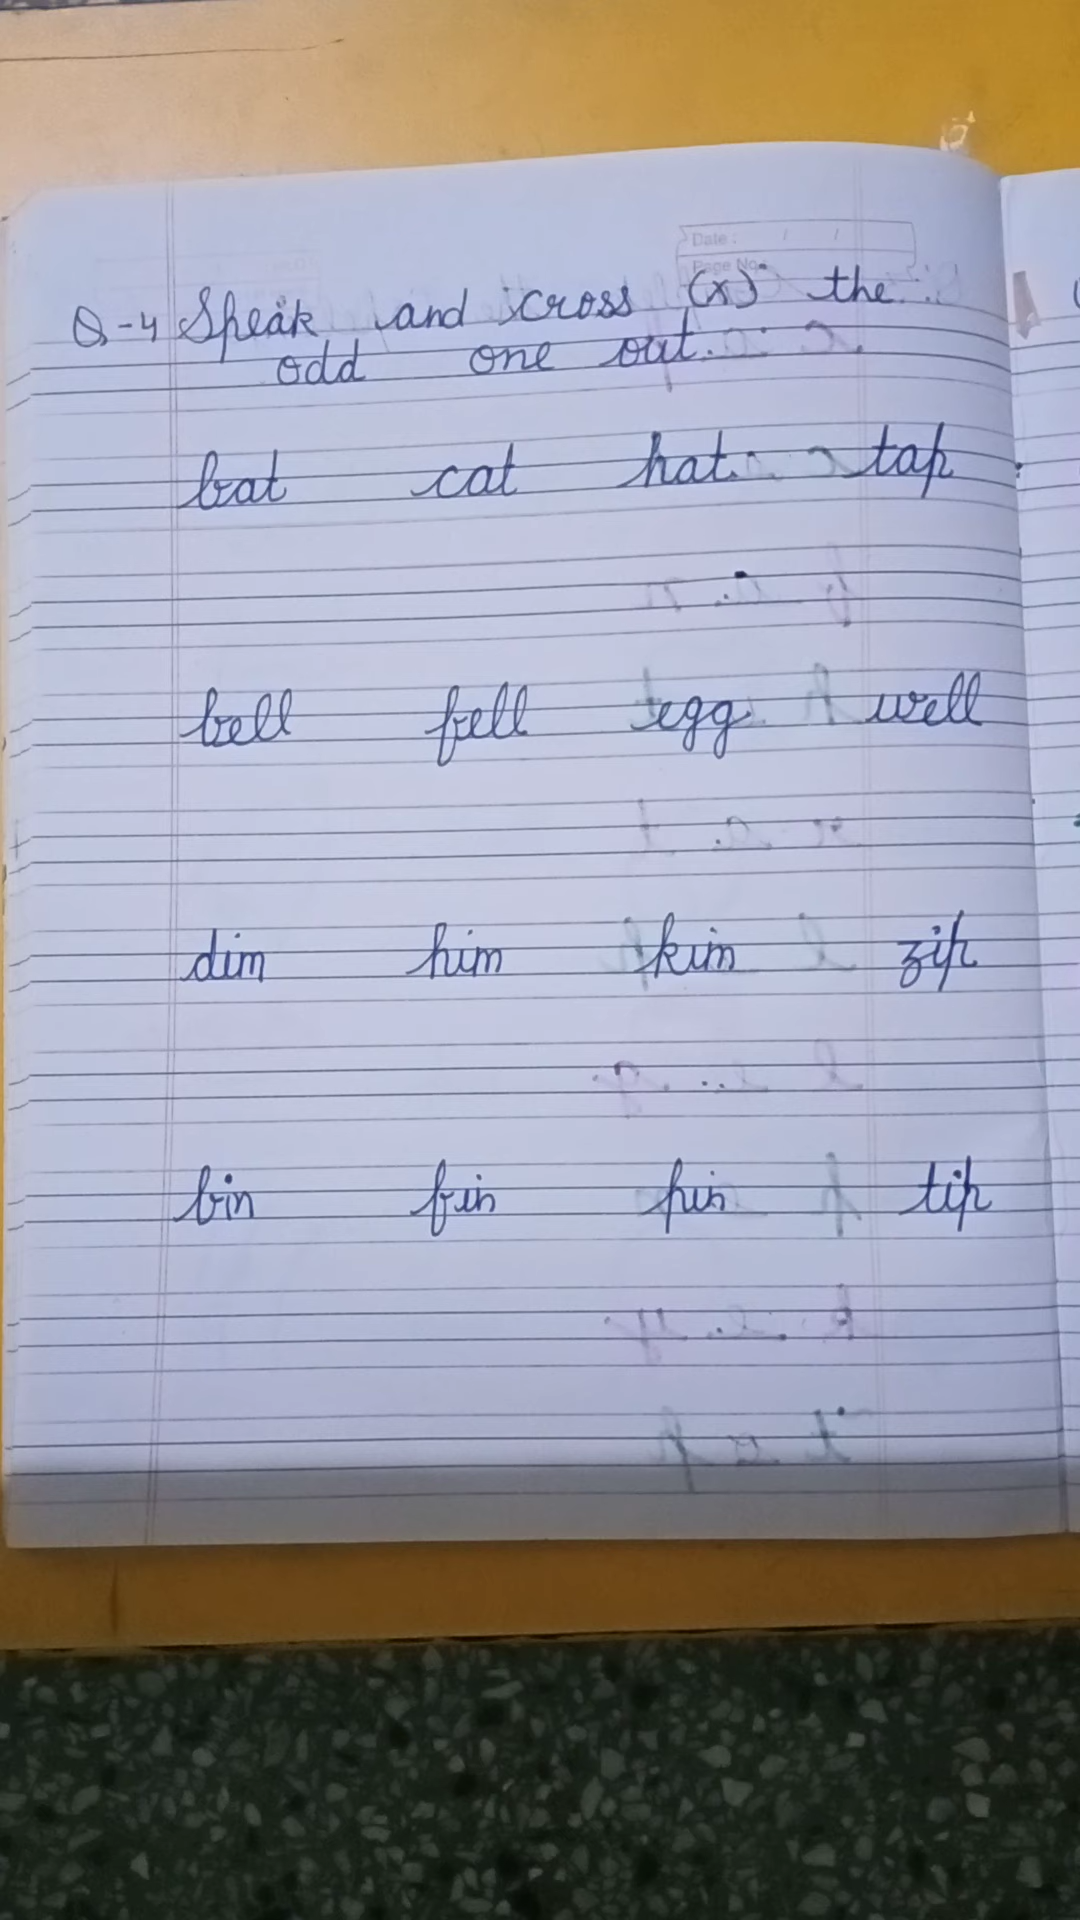 Date : / /
Page No.
Q-4 Speak and cross (x) the
odd one out.
bat cat hat tap
bell fell egg well
dim him kim zip
bin fin pin tip